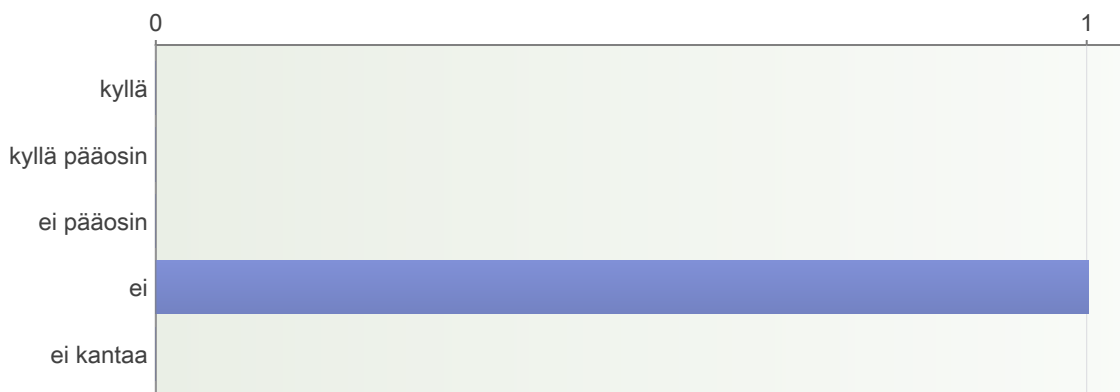 0 1
kyllä
kyllä pääosin
ei pääosin
ei
ei kantaa